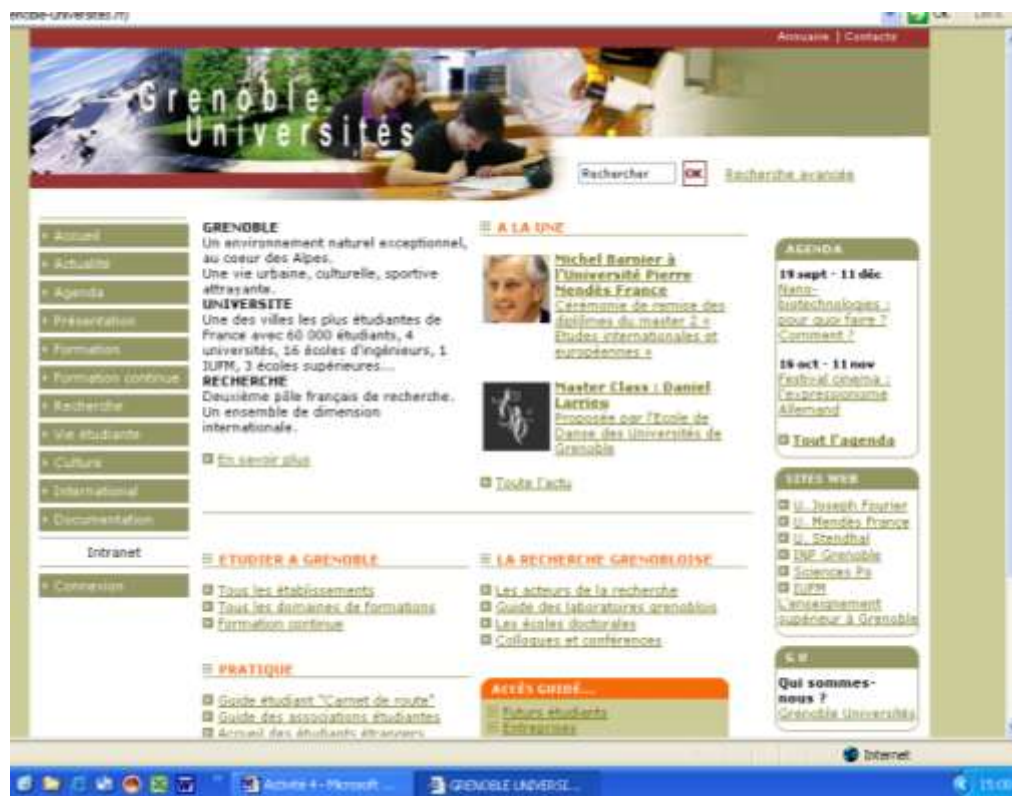 Annuaire | Contacts
Grenoble
Universités
Rechercher OK Recherche avancée
Accueil
Actualité
Agenda
Présentation
Formation
Formation continue
Recherche
Vie étudiante
Culture
International
Documentation
Intranet
Connexion
GRENOBLE
Un environnement naturel exceptionnel,
au coeur des Alpes.
Une vie urbaine, culturelle, sportive
attrayante.
UNIVERSITE
Une des villes les plus étudiantes de
France avec 60 000 étudiants, 4
universités, 16 écoles d'ingénieurs, 1
IUFM, 3 écoles supérieures...
RECHERCHE
Deuxième pôle français de recherche.
Un ensemble de dimension
internationale.
En savoir plus
A LA UNE
Michel Barnier à
l'Université Pierre
Mendès France
Cérémonie de remise des
diplômes du master 2 «
Etudes internationales et
européennes »
Master Class : Daniel
Larrieu
Proposée par l'Ecole de
Danse des Universités de
Grenoble
Toute l'actu
ETUDIER A GRENOBLE
Tous les établissements
Tous les domaines de formations
Formation continue
LA RECHERCHE GRENOBLOISE
Les acteurs de la recherche
Guide des laboratoires grenoblois
Les écoles doctorales
Colloques et conférences
PRATIQUE
Guide étudiant "Carnet de route"
Guide des associations étudiantes
Accueil des étudiants étrangers
ACCÈS GUIDÉ...
Futurs étudiants
Entreprises
AGENDA
19 sept - 11 déc
Nano-
biotechnologies :
pour quoi faire ?
Comment ?
16 oct - 11 nov
Festival cinema :
l'expressionisme
Allemand
Tout l'agenda
SITES WEB
U. Joseph Fourier
U. Mendès France
U. Stendhal
INP Grenoble
Sciences Po
IUFM
L'enseignement
supérieur à Grenoble
G U
Qui sommes-
nous ?
Grenoble Universités
Internet
Activité 4 - Microsoft ...
GRENOBLE UNIVERSI...
15:00